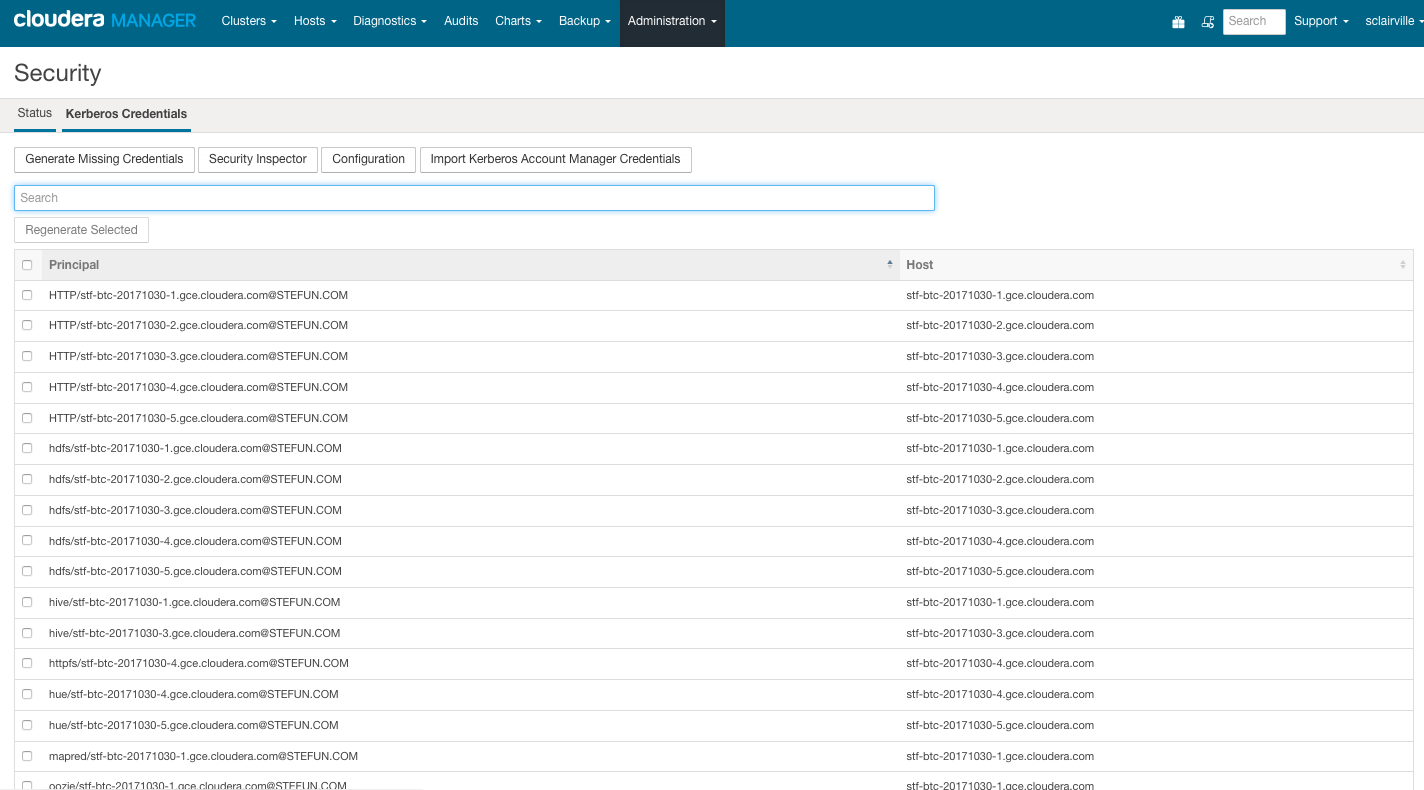 cloudera MANAGER Clusters Hosts Diagnostics Audits Charts Backup Administration Search Support sclairville
Security
Status Kerberos Credentials
Generate Missing Credentials Security Inspector Configuration Import Kerberos Account Manager Credentials
Search
Regenerate Selected
Principal Host
HTTP/stf-btc-20171030-1.gce.cloudera.com@STEFUN.COM stf-btc-20171030-1.gce.cloudera.com
HTTP/stf-btc-20171030-2.gce.cloudera.com@STEFUN.COM stf-btc-20171030-2.gce.cloudera.com
HTTP/stf-btc-20171030-3.gce.cloudera.com@STEFUN.COM stf-btc-20171030-3.gce.cloudera.com
HTTP/stf-btc-20171030-4.gce.cloudera.com@STEFUN.COM stf-btc-20171030-4.gce.cloudera.com
HTTP/stf-btc-20171030-5.gce.cloudera.com@STEFUN.COM stf-btc-20171030-5.gce.cloudera.com
hdfs/stf-btc-20171030-1.gce.cloudera.com@STEFUN.COM stf-btc-20171030-1.gce.cloudera.com
hdfs/stf-btc-20171030-2.gce.cloudera.com@STEFUN.COM stf-btc-20171030-2.gce.cloudera.com
hdfs/stf-btc-20171030-3.gce.cloudera.com@STEFUN.COM stf-btc-20171030-3.gce.cloudera.com
hdfs/stf-btc-20171030-4.gce.cloudera.com@STEFUN.COM stf-btc-20171030-4.gce.cloudera.com
hdfs/stf-btc-20171030-5.gce.cloudera.com@STEFUN.COM stf-btc-20171030-5.gce.cloudera.com
hive/stf-btc-20171030-1.gce.cloudera.com@STEFUN.COM stf-btc-20171030-1.gce.cloudera.com
hive/stf-btc-20171030-3.gce.cloudera.com@STEFUN.COM stf-btc-20171030-3.gce.cloudera.com
httpfs/stf-btc-20171030-4.gce.cloudera.com@STEFUN.COM stf-btc-20171030-4.gce.cloudera.com
hue/stf-btc-20171030-4.gce.cloudera.com@STEFUN.COM stf-btc-20171030-4.gce.cloudera.com
hue/stf-btc-20171030-5.gce.cloudera.com@STEFUN.COM stf-btc-20171030-5.gce.cloudera.com
mapred/stf-btc-20171030-1.gce.cloudera.com@STEFUN.COM stf-btc-20171030-1.gce.cloudera.com
oozie/stf-btc-20171030-1.gce.cloudera.com@STEFUN.COM stf-btc-20171030-1.gce.cloudera.com